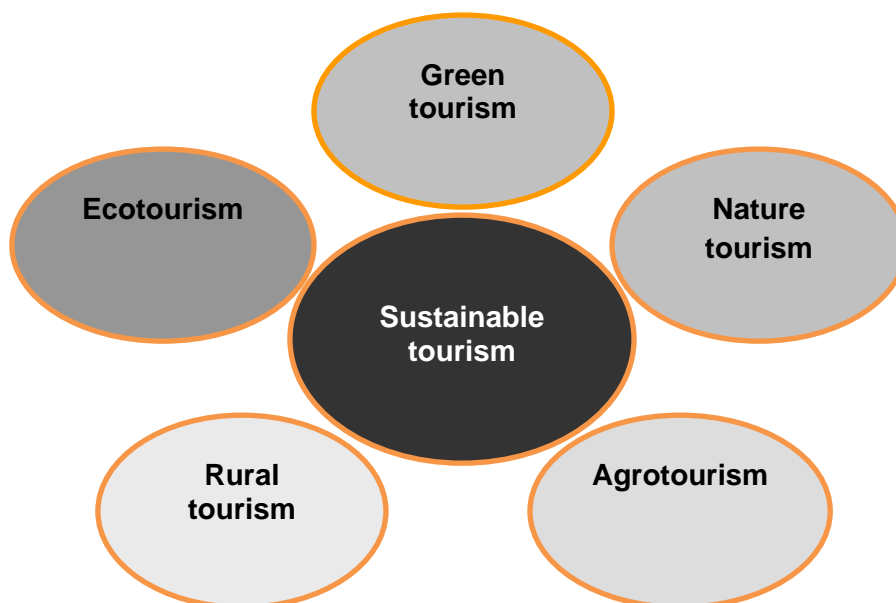 Green
tourism
Ecotourism
Nature
tourism
Sustainable
tourism
Rural
tourism
Agrotourism